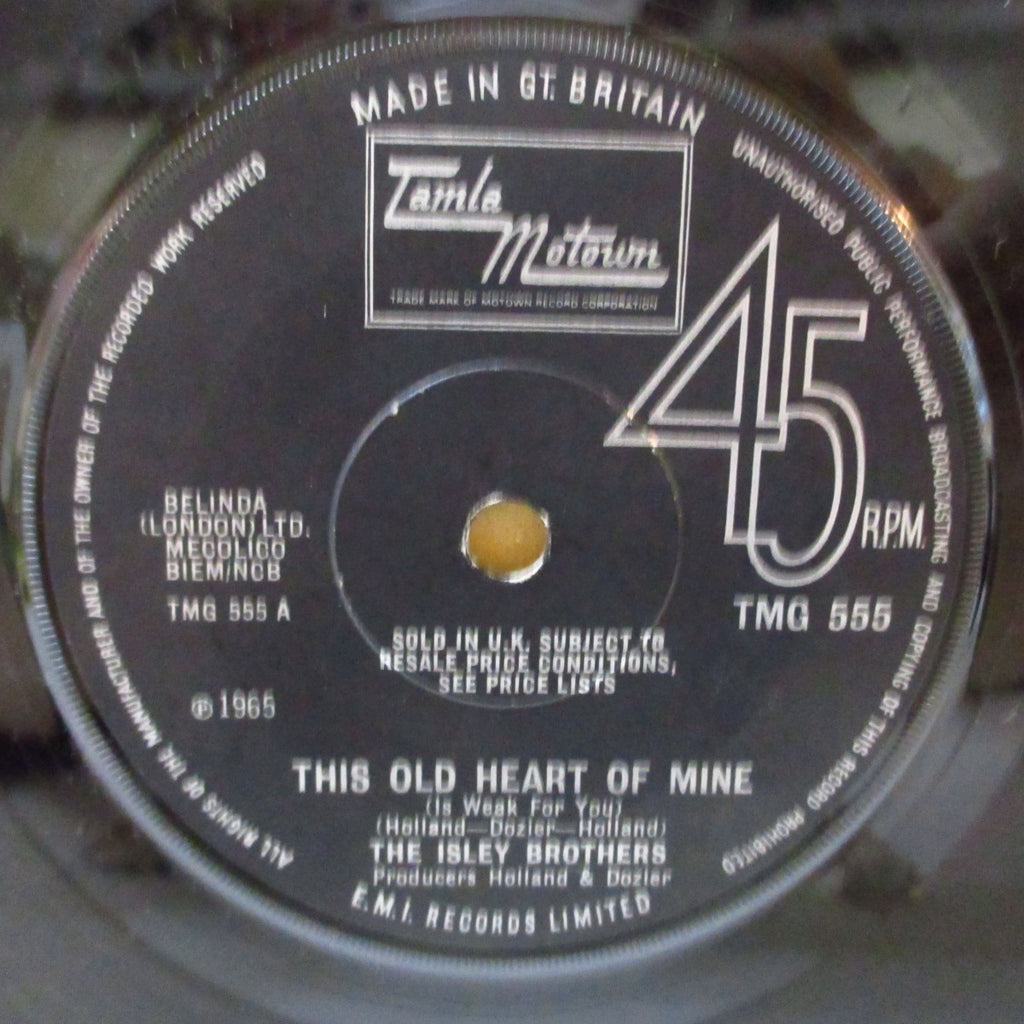 MADE IN GT. BRITAIN
Tamla
Motown
TRADE MARK OF MOTOWN RECORD CORPORATION
UNAUTHORISED PUBLIC PERFORMANCE BROADCASTING AND COPYING OF THIS RECORD PROHIBITED
45
R.P.M.
TMG 555
BELINDA
(LONDON) LTD.
MECOLICO
BIEM/NCB
TMG 555 A
SOLD IN U.K. SUBJECT TO
RESALE PRICE CONDITIONS,
SEE PRICE LISTS
℗ 1965
THIS OLD HEART OF MINE
(Is Weak For You)
(Holland—Dozier—Holland)
THE ISLEY BROTHERS
Producers Holland & Dozier
E.M.I. RECORDS LIMITED
ALL RIGHTS OF THE MANUFACTURER AND OF THE OWNER OF THE RECORDED WORK RESERVED